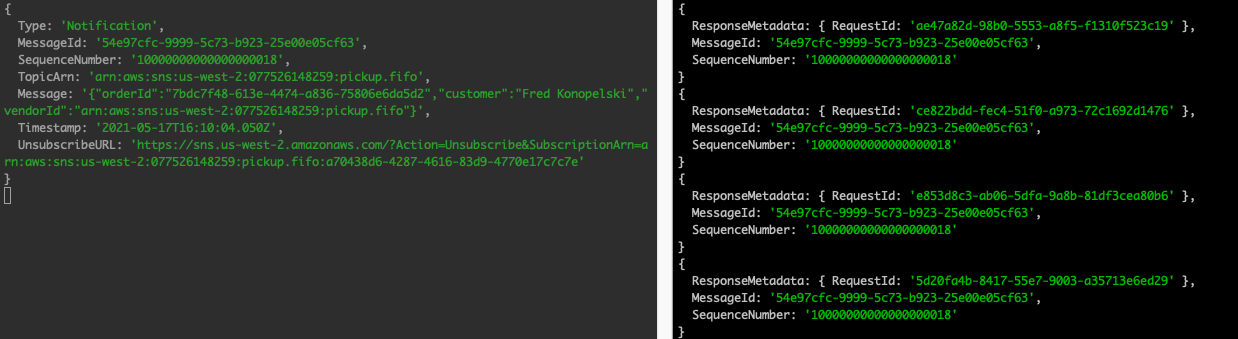 {
Type: 'Notification',
MessageId: '54e97cfc-9999-5c73-b923-25e00e05cf63',
SequenceNumber: '10000000000000000018',
TopicArn: 'arn:aws:sns:us-west-2:077526148259:pickup.fifo',
Message: '{"orderId":"7bdc7f48-613e-4474-a836-75806e6da5d2","customer":"Fred Konopelski","
vendorId":"arn:aws:sns:us-west-2:077526148259:pickup.fifo"}',
Timestamp: '2021-05-17T16:10:04.050Z',
UnsubscribeURL: 'https://sns.us-west-2.amazonaws.com/?Action=Unsubscribe&SubscriptionArn=a
rn:aws:sns:us-west-2:077526148259:pickup.fifo:a70438d6-4287-4616-83d9-4770e17c7c7e'
}
{
ResponseMetadata: { RequestId: 'ae47a82d-98b0-5553-a8f5-f1310f523c19' },
MessageId: '54e97cfc-9999-5c73-b923-25e00e05cf63',
SequenceNumber: '10000000000000000018'
}
{
ResponseMetadata: { RequestId: 'ce822bdd-fec4-51f0-a973-72c1692d1476' },
MessageId: '54e97cfc-9999-5c73-b923-25e00e05cf63',
SequenceNumber: '10000000000000000018'
}
{
ResponseMetadata: { RequestId: 'e853d8c3-ab06-5dfa-9a8b-81df3cea80b6' },
MessageId: '54e97cfc-9999-5c73-b923-25e00e05cf63',
SequenceNumber: '10000000000000000018'
}
{
ResponseMetadata: { RequestId: '5d20fa4b-8417-55e7-9003-a35713e6ed29' },
MessageId: '54e97cfc-9999-5c73-b923-25e00e05cf63',
SequenceNumber: '10000000000000000018'
}